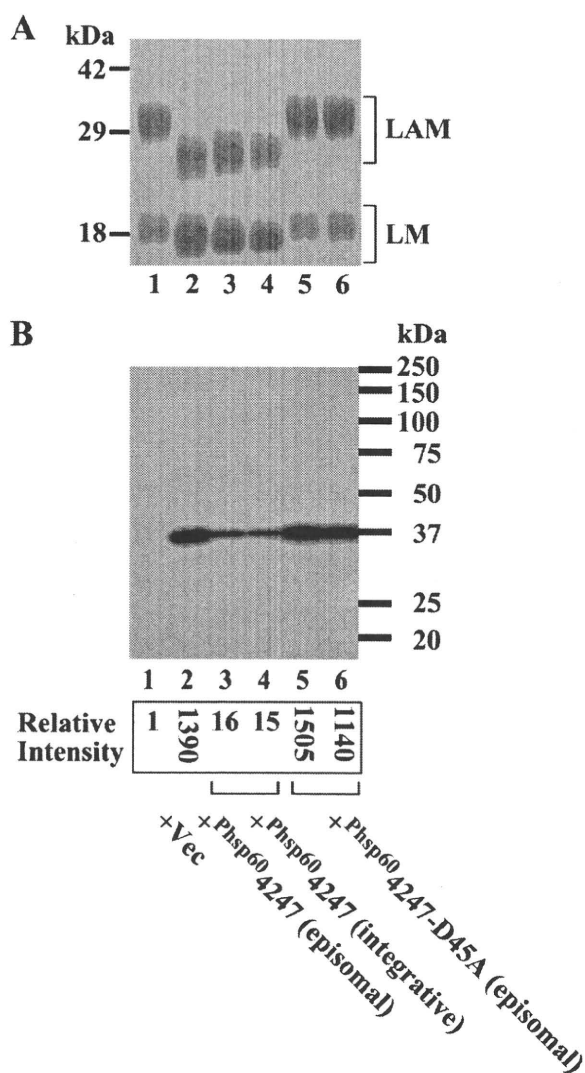 A
kDa
42
29
18
LAM
LM
1 2 3 4 5 6
B
kDa
250
150
100
75
50
37
25
20
1 2 3 4 5 6
Relative Intensity 1 1390 16 15 1505 1140
+Vec
+Phsp60 4247 (episomal)
+Phsp60 4247 (integrative)
+Phsp60 4247-D45A (episomal)